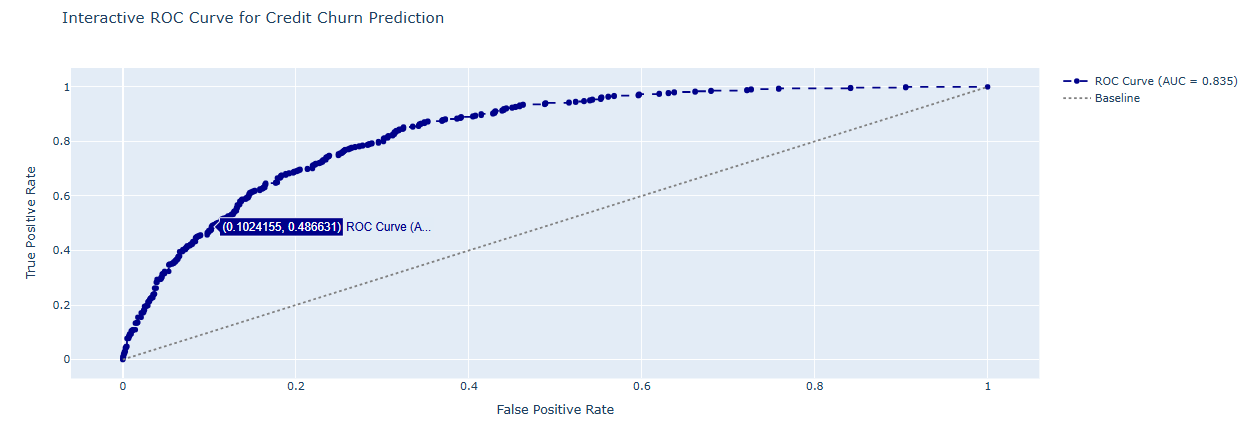 Interactive ROC Curve for Credit Churn Prediction
ROC Curve (AUC = 0.835)
Baseline
True Positive Rate
1
0.8
0.6
0.4
0.2
0
(0.1024155, 0.486631) ROC Curve (A...
0 0.2 0.4 0.6 0.8 1
False Positive Rate